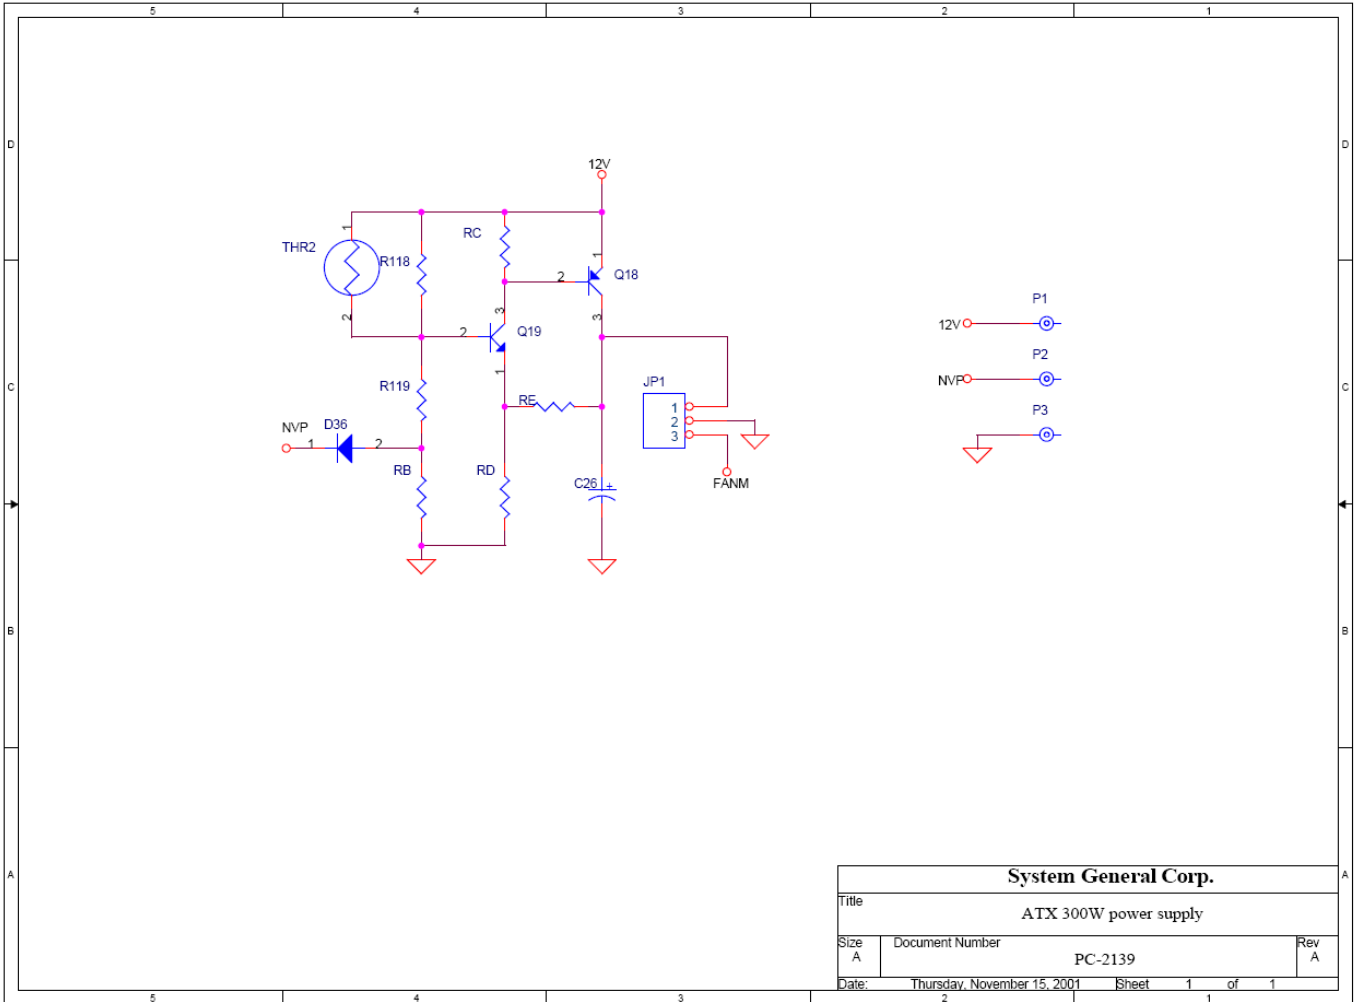 5 4 3 2 1
D D
12V
RC
THR2 1
R118
1
2 Q18
P1
3 3
2
12V
2 Q19
P2
1
JP1
NVP
C R119 C
RE 1
2
P3
NVP D36 3
1 2
RB RD
C26 +
FANM
B B
A A
System General Corp.
Title
ATX 300W power supply
Size Document Number Rev
A PC-2139 A
Date: Thursday, November 15, 2001 Sheet 1 of 1
5 4 3 2 1